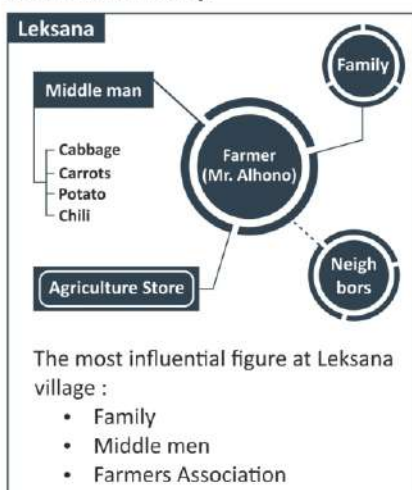 Leksana
Family
Middle man
Cabbage
Carrots
Potato
Chili
Farmer
(Mr. Alhono)
Agriculture Store
Neigh
bors
The most influential figure at Leksana
village :
• Family
• Middle men
• Farmers Association